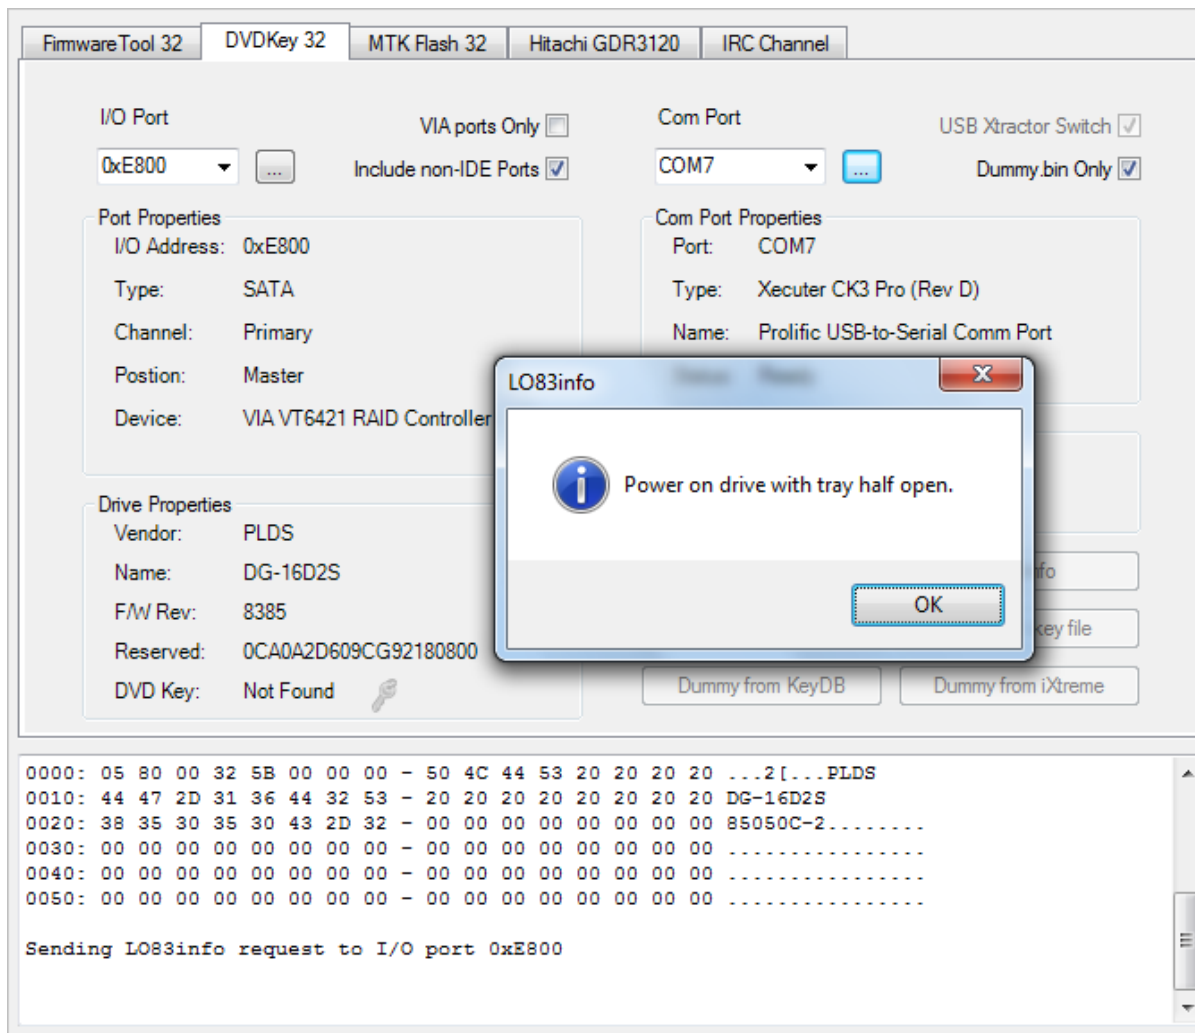 FirmwareTool 32 DVDKey 32 MTK Flash 32 Hitachi GDR3120 IRC Channel
I/O Port VIA ports Only Com Port USB Xtractor Switch
0xE800 ... Include non-IDE Ports COM7 ... Dummy.bin Only
Port Properties
I/O Address: 0xE800
Type: SATA
Channel: Primary
Postion: Master
Device: VIA VT6421 RAID Controller
Com Port Properties
Port: COM7
Type: Xecuter CK3 Pro (Rev D)
Name: Prolific USB-to-Serial Comm Port
LO83info
Power on drive with tray half open.
OK
Drive Properties
Vendor: PLDS
Name: DG-16D2S
F/W Rev: 8385
Reserved: 0CA0A2D609CG92180800
DVD Key: Not Found
key file
Dummy from KeyDB Dummy from iXtreme
0000: 05 80 00 32 5B 00 00 00 - 50 4C 44 53 20 20 20 20 ...2[...PLDS
0010: 44 47 2D 31 36 44 32 53 - 20 20 20 20 20 20 20 20 DG-16D2S
0020: 38 35 30 35 30 43 2D 32 - 00 00 00 00 00 00 00 00 85050C-2........
0030: 00 00 00 00 00 00 00 00 - 00 00 00 00 00 00 00 00 ................
0040: 00 00 00 00 00 00 00 00 - 00 00 00 00 00 00 00 00 ................
0050: 00 00 00 00 00 00 00 00 - 00 00 00 00 00 00 00 00 ................
Sending LO83info request to I/O port 0xE800